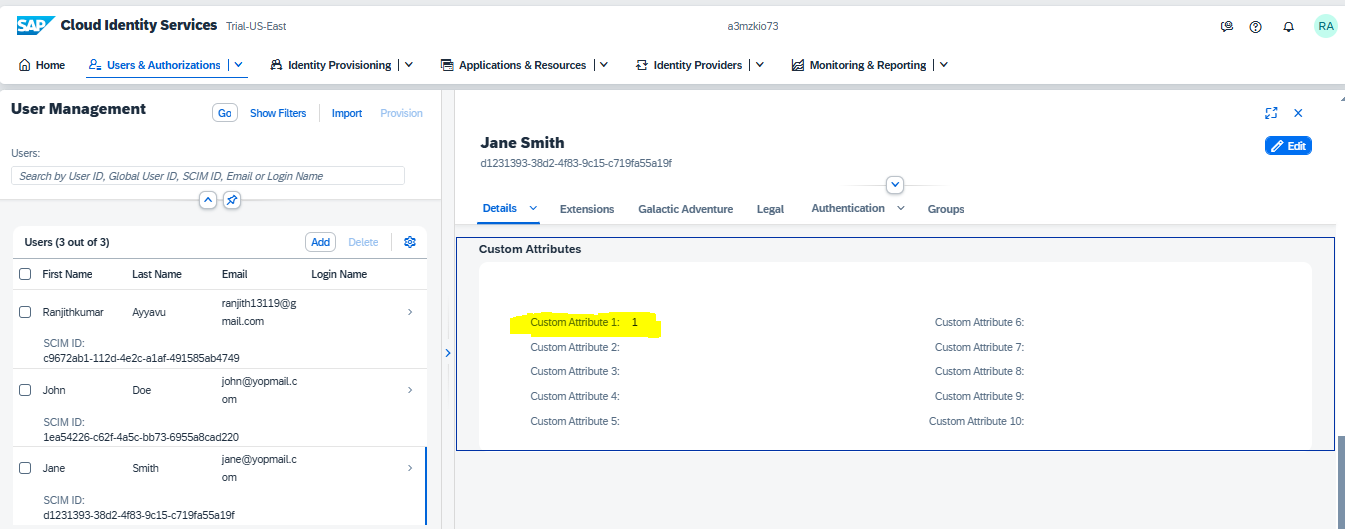 SAP Cloud Identity Services Trial-US-East a3mzkio73 RA
Home Users & Authorizations Identity Provisioning Applications & Resources Identity Providers Monitoring & Reporting
User Management Go Show Filters Import Provision
Users:
Search by User ID, Global User ID, SCIM ID, Email or Login Name
Users (3 out of 3) Add Delete
First Name Last Name Email Login Name
Ranjithkumar Ayyavu ranjith13119@g
mail.com
SCIM ID:
c9672ab1-112d-4e2c-a1af-491585ab4749
John Doe john@yopmail.c
om
SCIM ID:
1ea54226-c62f-4a5c-bb73-6955a8cad220
Jane Smith jane@yopmail.c
om
SCIM ID:
d1231393-38d2-4f83-9c15-c719fa55a19f
Jane Smith
d1231393-38d2-4f83-9c15-c719fa55a19f
Edit
Details Extensions Galactic Adventure Legal Authentication Groups
Custom Attributes
Custom Attribute 1: 1
Custom Attribute 2:
Custom Attribute 3:
Custom Attribute 4:
Custom Attribute 5:
Custom Attribute 6:
Custom Attribute 7:
Custom Attribute 8:
Custom Attribute 9:
Custom Attribute 10: